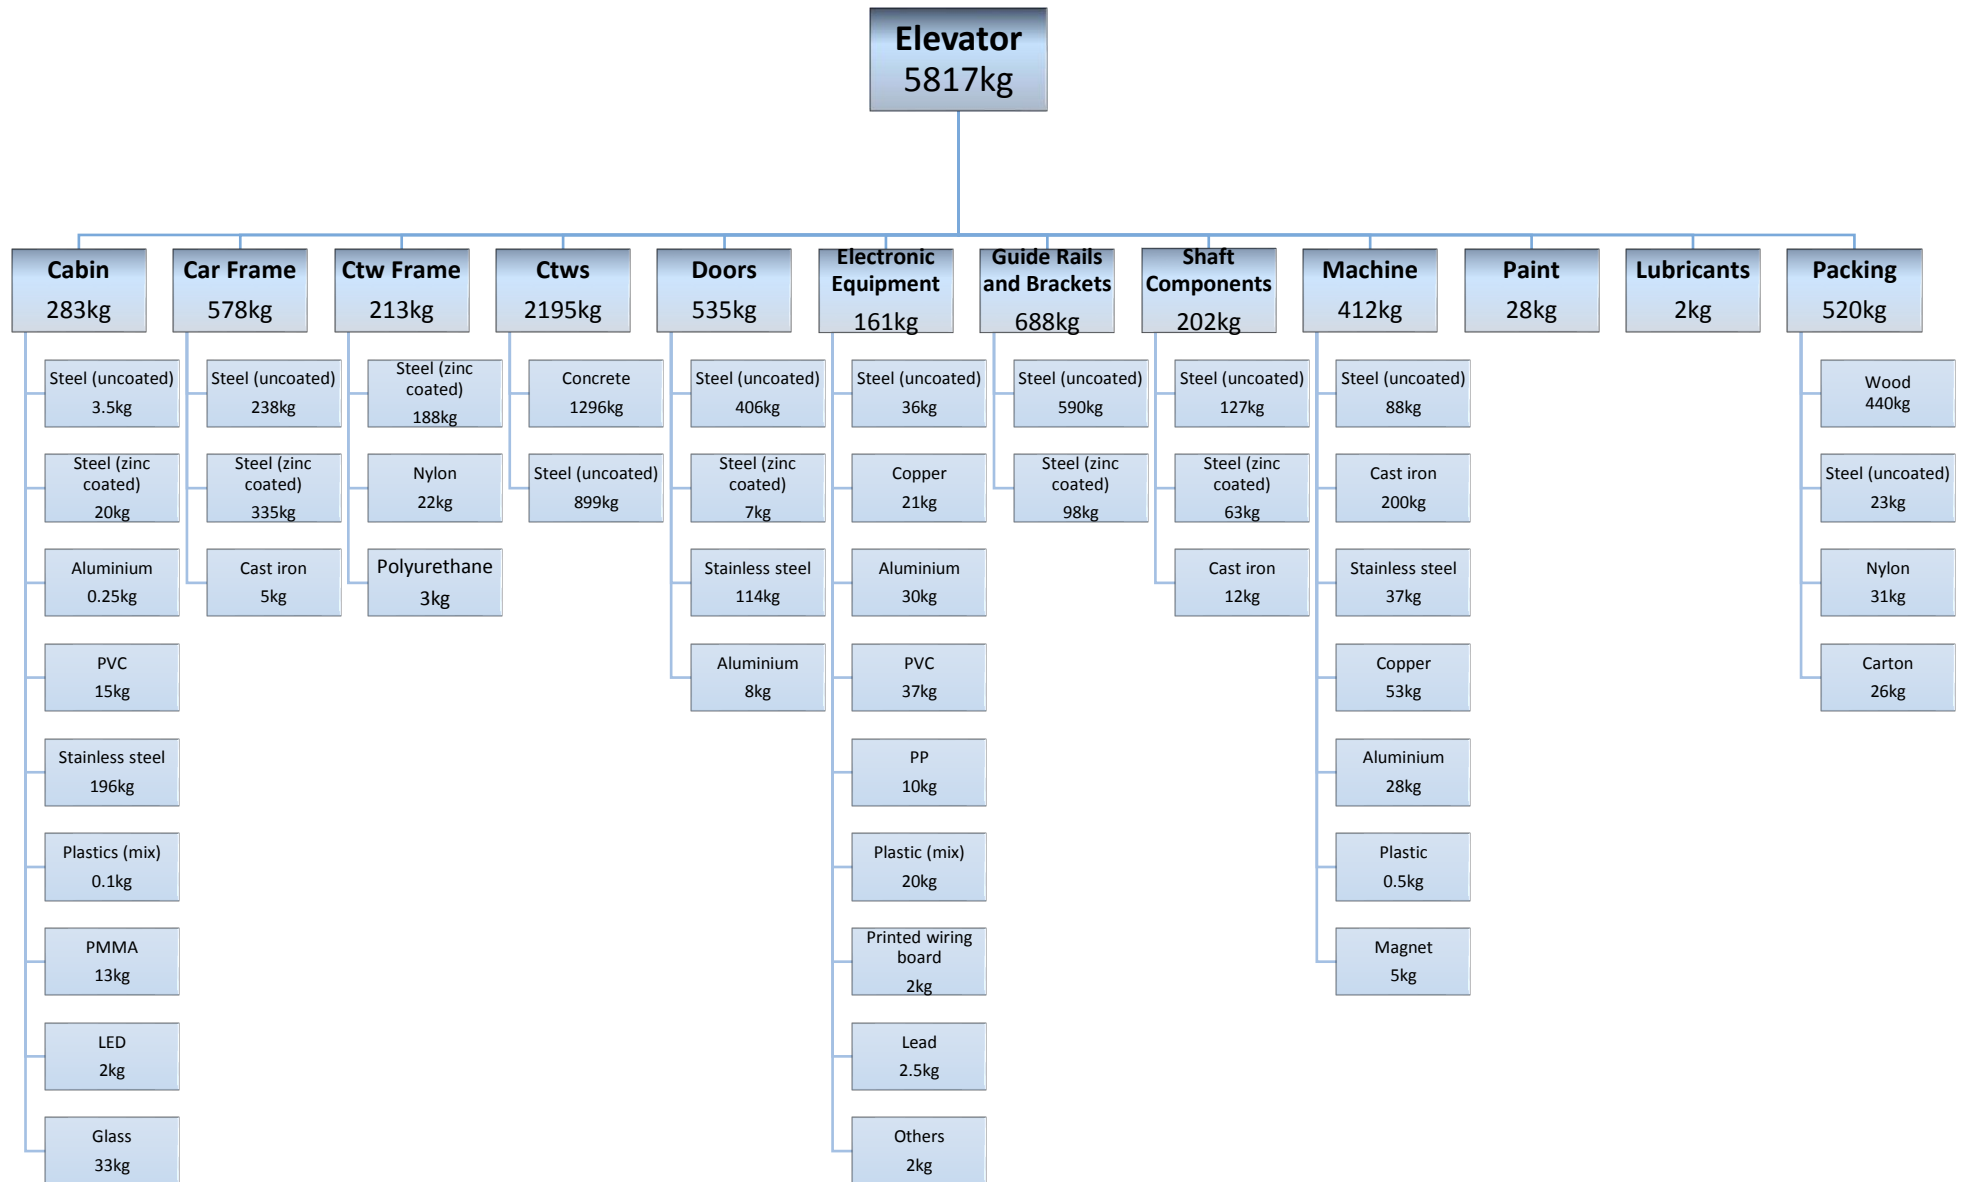 Elevator
5817kg
Cabin
283kg
Steel (uncoated)
3.5kg
Steel (zinc
coated)
20kg
Aluminium
0.25kg
PVC
15kg
Stainless steel
196kg
Plastics (mix)
0.1kg
PMMA
13kg
LED
2kg
Glass
33kg
Car Frame
578kg
Steel (uncoated)
238kg
Steel (zinc
coated)
335kg
Cast iron
5kg
Ctw Frame
213kg
Steel (zinc
coated)
188kg
Nylon
22kg
Polyurethane
3kg
Ctws
2195kg
Concrete
1296kg
Steel (uncoated)
899kg
Doors
535kg
Steel (uncoated)
406kg
Steel (zinc
coated)
7kg
Stainless steel
114kg
Aluminium
8kg
Electronic
Equipment
161kg
Steel (uncoated)
36kg
Copper
21kg
Aluminium
30kg
PVC
37kg
PP
10kg
Plastic (mix)
20kg
Printed wiring
board
2kg
Lead
2.5kg
Others
2kg
Guide Rails
and Brackets
688kg
Steel (uncoated)
590kg
Steel (zinc
coated)
98kg
Shaft
Components
202kg
Steel (uncoated)
127kg
Steel (zinc
coated)
63kg
Cast iron
12kg
Machine
412kg
Steel (uncoated)
88kg
Cast iron
200kg
Stainless steel
37kg
Copper
53kg
Aluminium
28kg
Plastic
0.5kg
Magnet
5kg
Paint
28kg
Lubricants
2kg
Packing
520kg
Wood
440kg
Steel (uncoated)
23kg
Nylon
31kg
Carton
26kg